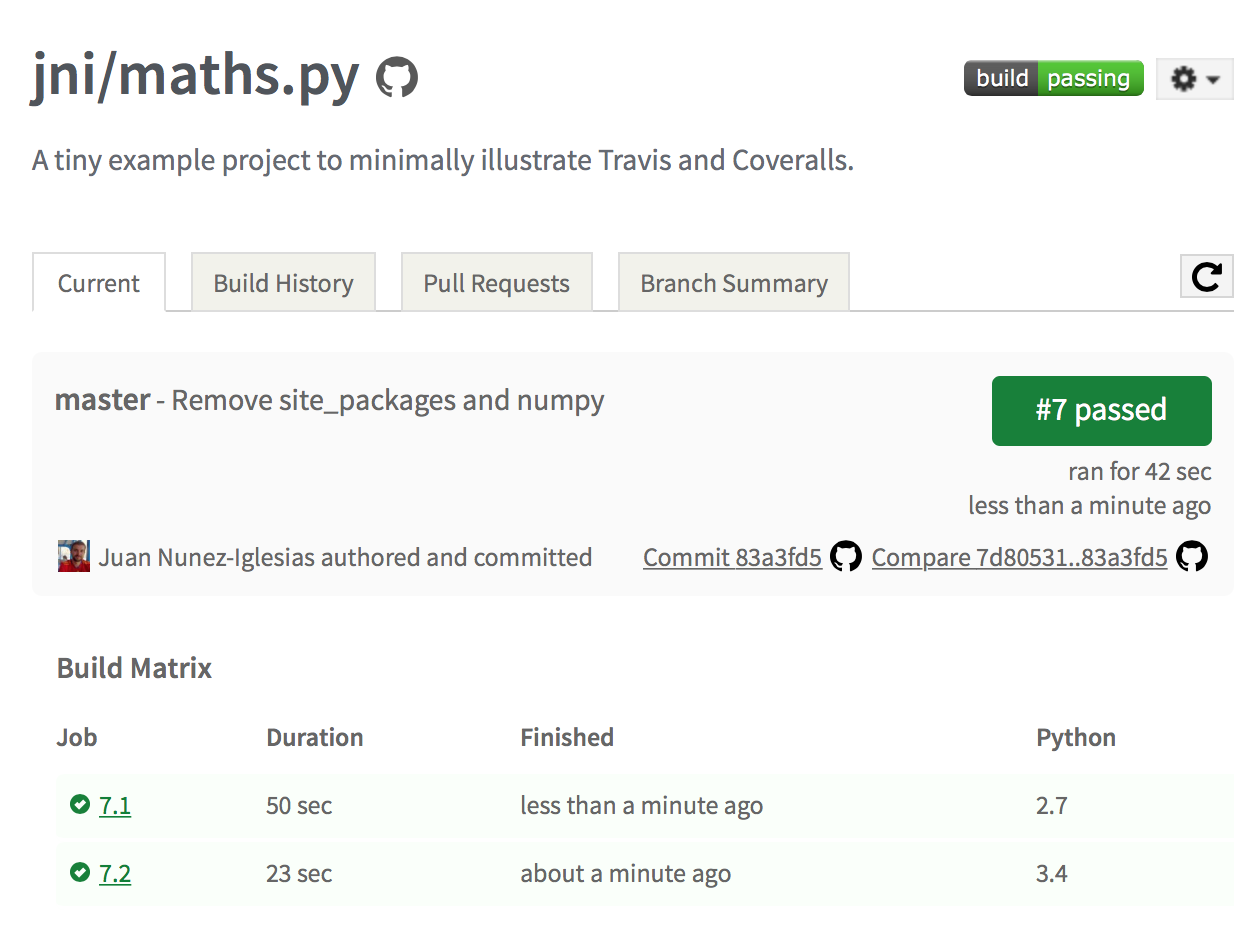 jni/maths.py
build passing
A tiny example project to minimally illustrate Travis and Coveralls.
Current Build History Pull Requests Branch Summary
master - Remove site_packages and numpy
#7 passed
ran for 42 sec
less than a minute ago
Juan Nunez-Iglesias authored and committed
Commit 83a3fd5 Compare 7d80531..83a3fd5
Build Matrix
Job Duration Finished Python
7.1 50 sec less than a minute ago 2.7
7.2 23 sec about a minute ago 3.4